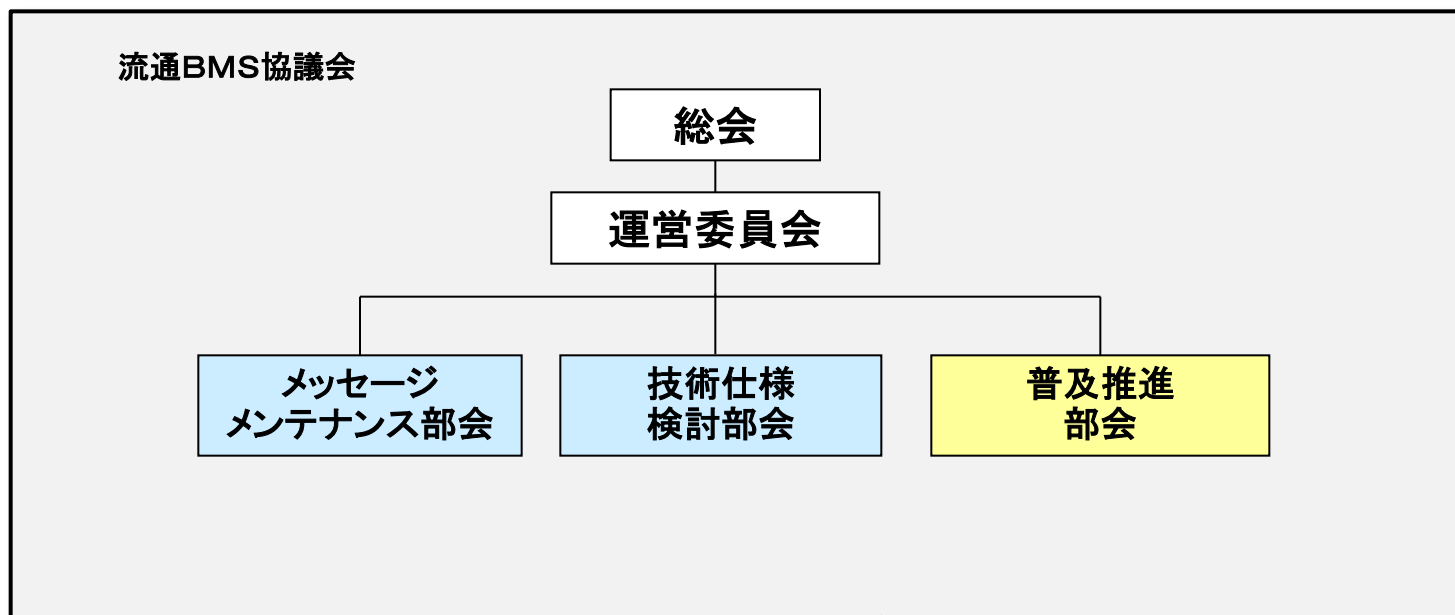 流通ＢＭＳ協議会
総会
運営委員会
メッセージ
メンテナンス部会
技術仕様
検討部会
普及推進
部会